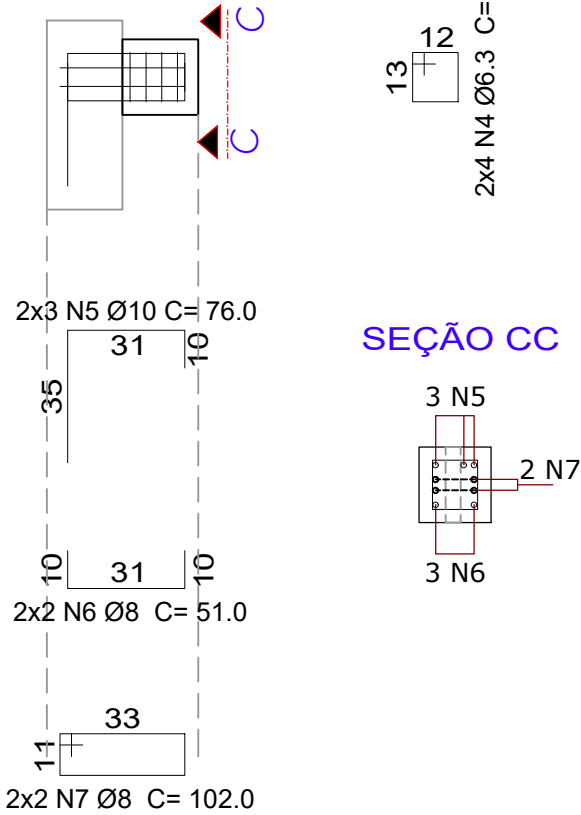 C
C
12
13
2x4 N4 Ø6.3 C=
2x3 N5 Ø10 C= 76.0
31
10
35
10
31
10
2x2 N6 Ø8 C= 51.0
33
11
2x2 N7 Ø8 C= 102.0
SEÇÃO CC
3 N5
2 N7
3 N6